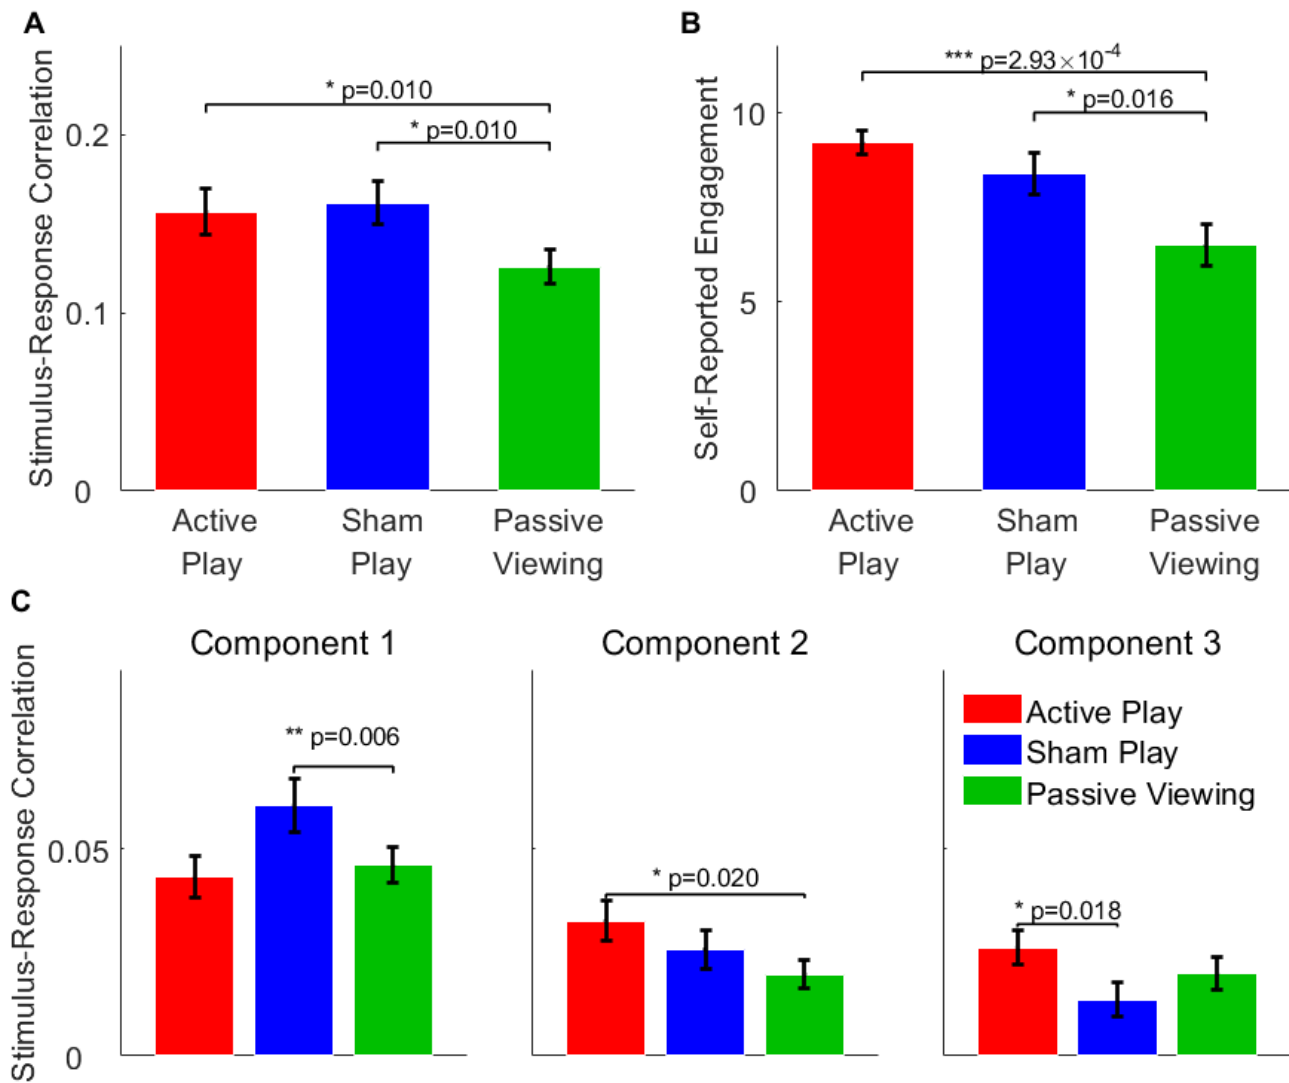 A
Stimulus-Response Correlation
0.2
0.1
0
* p=0.010
* p=0.010
Active Play
Sham Play
Passive Viewing
B
Self-Reported Engagement
10
5
0
*** p=2.93×10-4
* p=0.016
Active Play
Sham Play
Passive Viewing
C
Stimulus-Response Correlation
0.05
0
Component 1
** p=0.006
Component 2
* p=0.020
Component 3
Active Play
Sham Play
Passive Viewing
* p=0.018